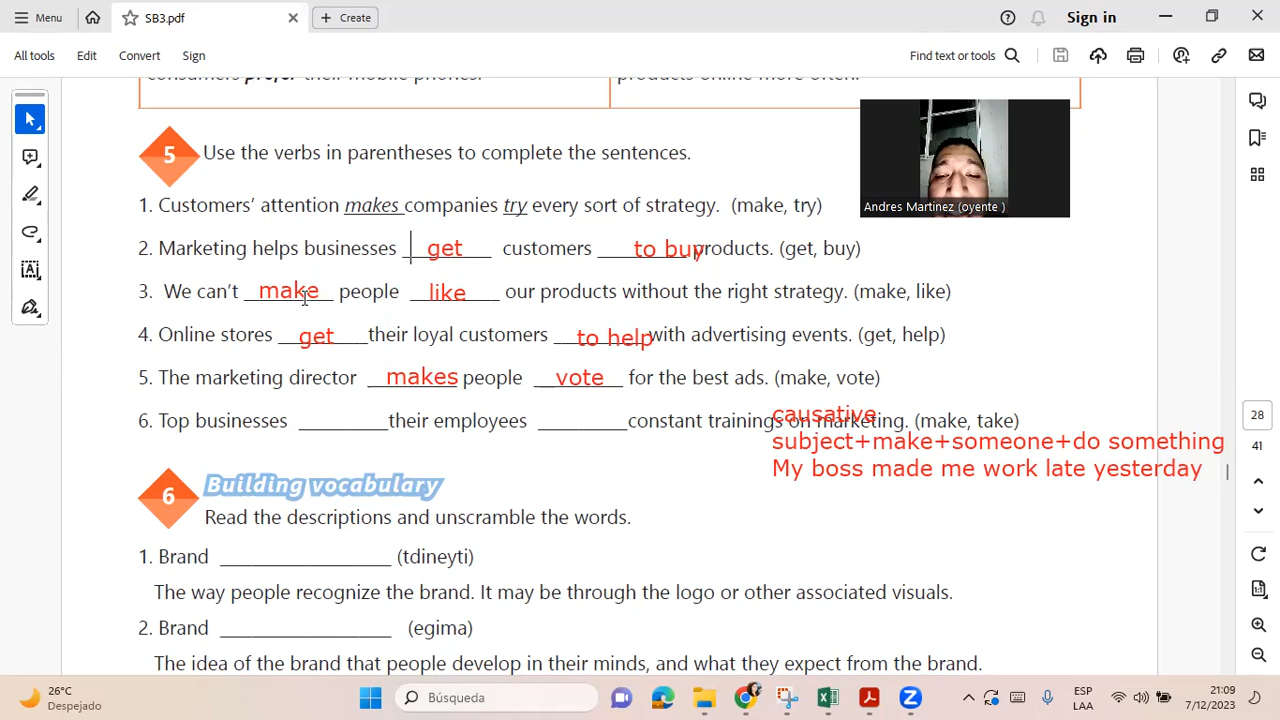 Menu
SB3.pdf
Create
Sign in
All tools Edit Convert Sign
Find text or tools
5 Use the verbs in parentheses to complete the sentences.
Andres Martinez (oyente )
1. Customers' attention makes companies try every sort of strategy. (make, try)
2. Marketing helps businesses get customers to buy products. (get, buy)
3. We can't make people like our products without the right strategy. (make, like)
4. Online stores get their loyal customers to help with advertising events. (get, help)
5. The marketing director makes people vote for the best ads. (make, vote)
6. Top businesses __________ their employees __________ constant trainings on marketing. (make, take)
causative
subject+make+someone+do something
My boss made me work late yesterday
6 Building vocabulary
Read the descriptions and unscramble the words.
1. Brand ____________________ (tdineyti)
The way people recognize the brand. It may be through the logo or other associated visuals.
2. Brand ____________________ (egima)
The idea of the brand that people develop in their minds, and what they expect from the brand.
28
41
26°C
Despejado
Búsqueda
ESP
LAA
21:09
7/12/2023